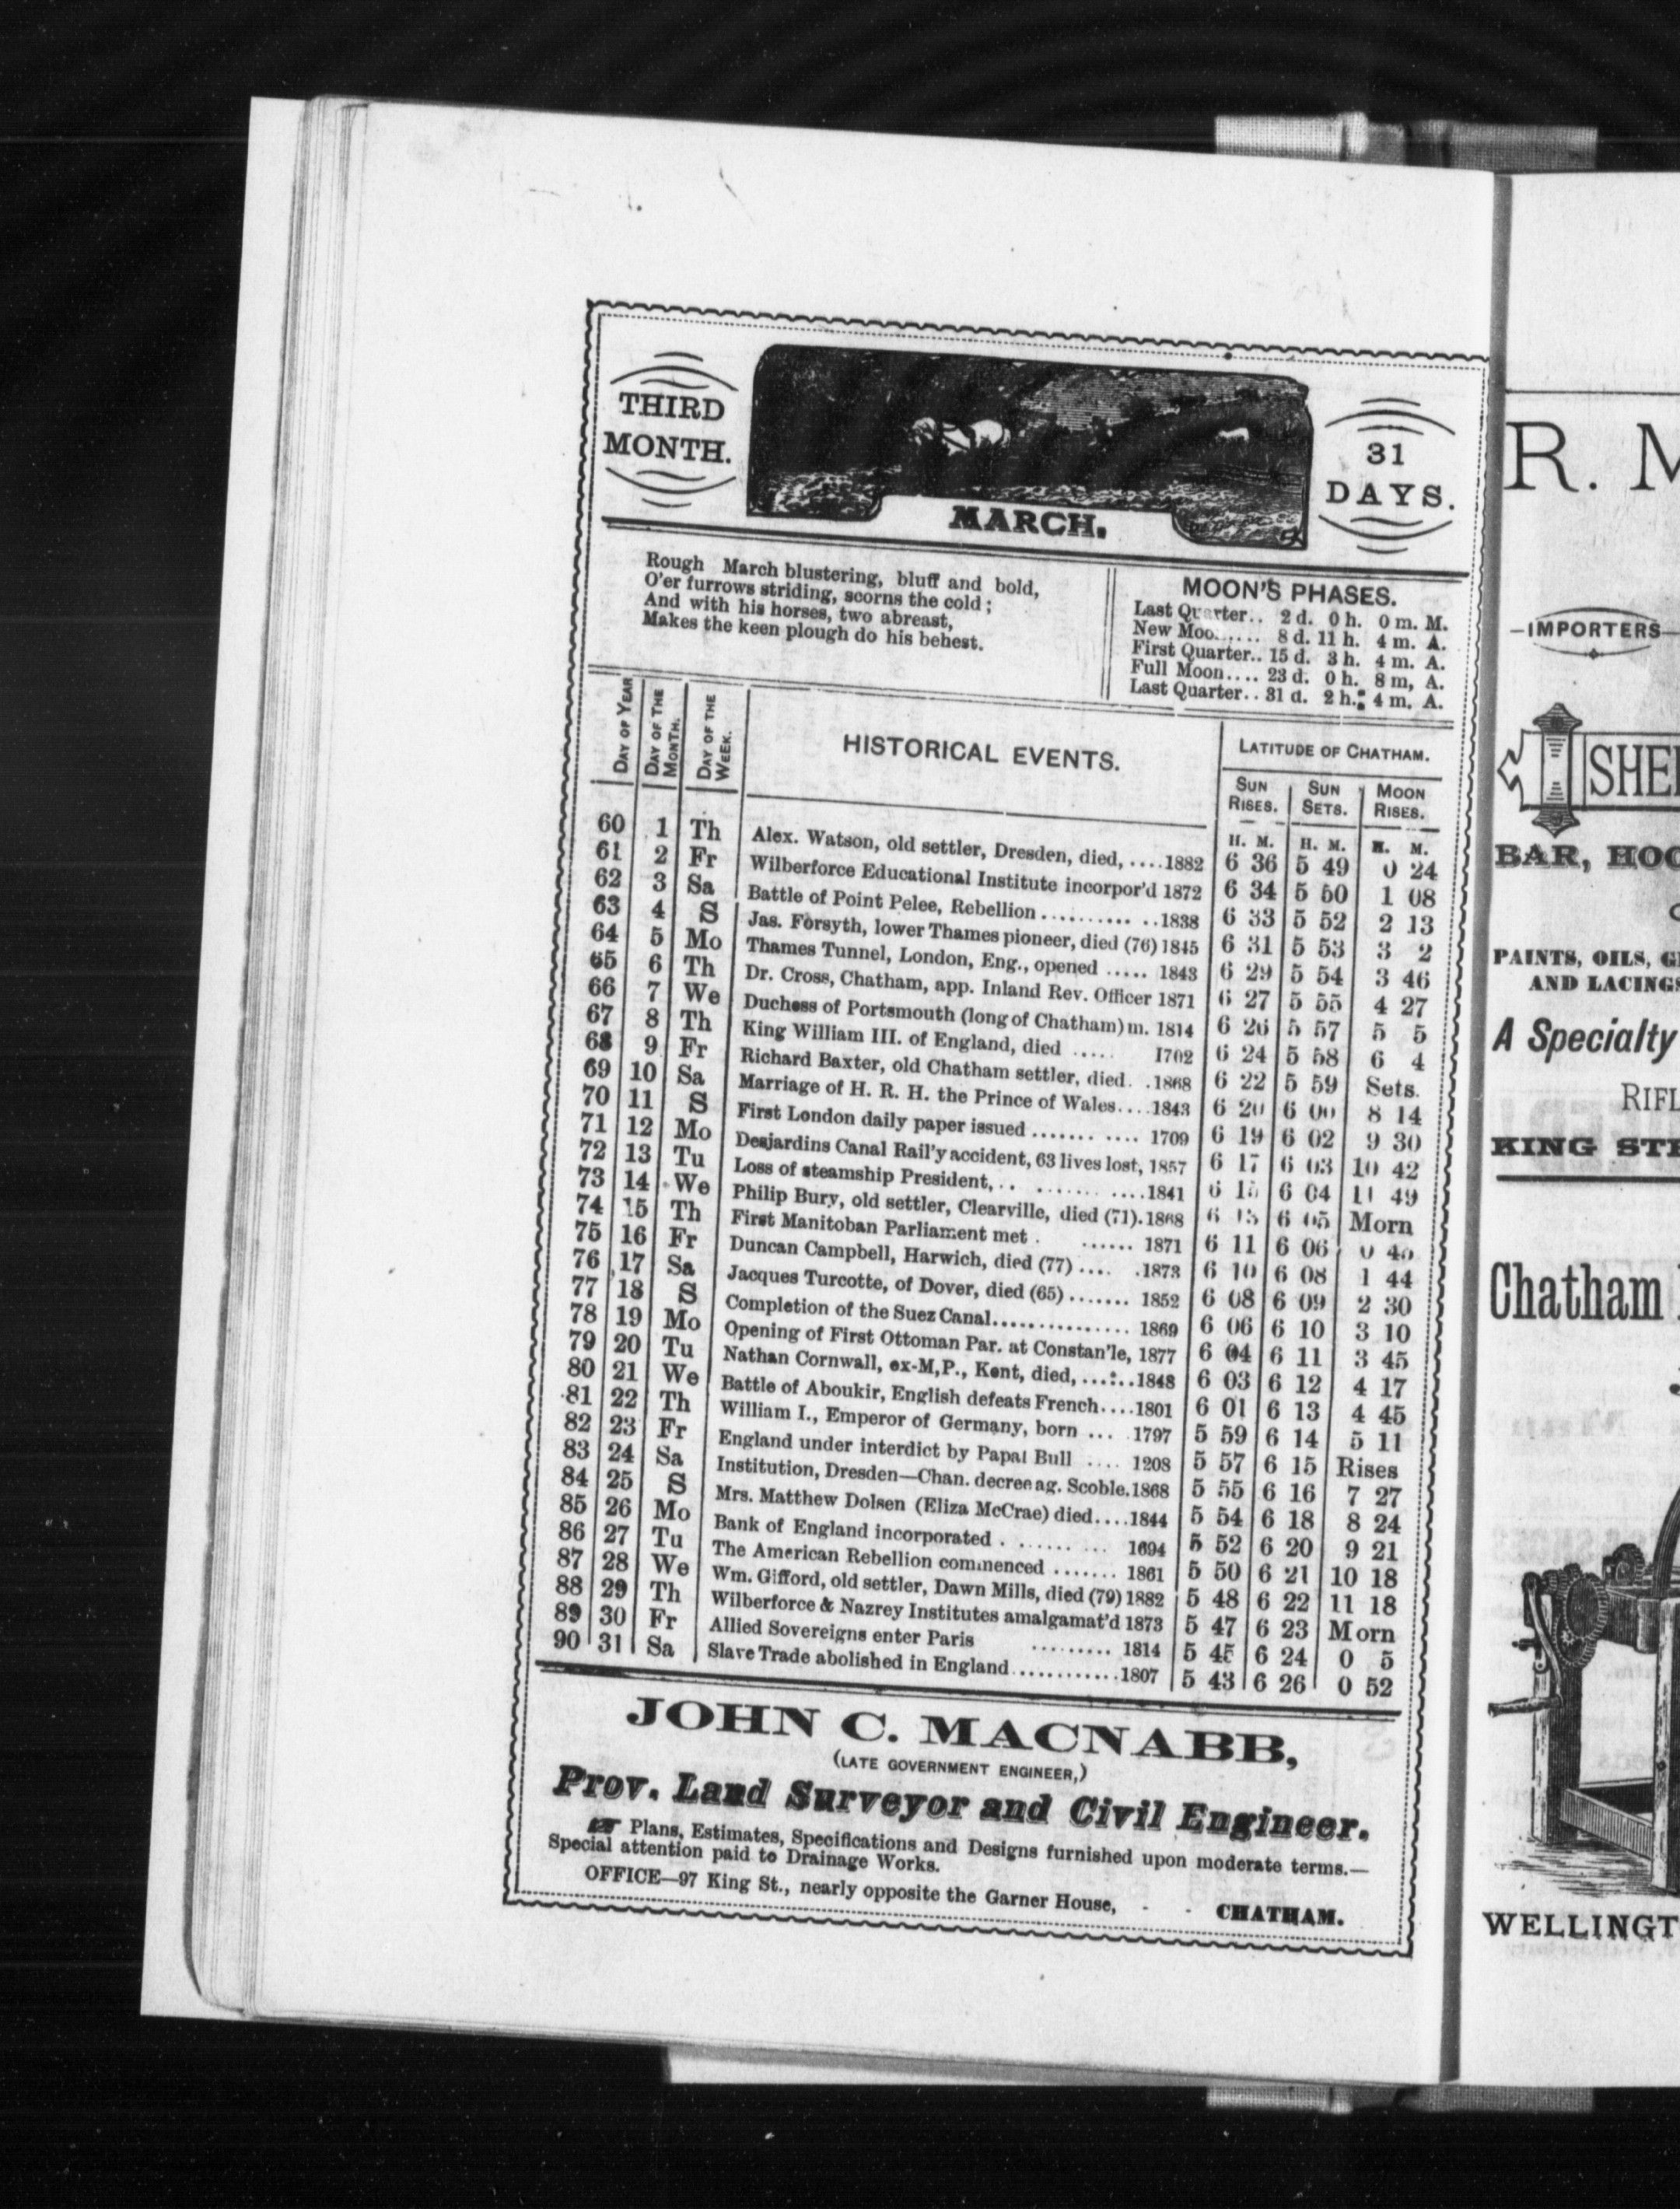 THIRD
MONTH.
MARCH.
31
DAYS.
Rough March blustering, bluff and bold,
O'er furrows striding, scorns the cold;
And with his horses, two abreast,
Makes the keen plough do his behest.
MOON'S PHASES.
Last Quarter.. 2 d. 0 h. 0 m. M.
New Moo...... 8 d. 11 h. 4 m. A.
First Quarter.. 15 d. 3 h. 4 m. A.
Full Moon.... 23 d. 0 h. 8 m, A.
Last Quarter.. 31 d. 2 h.: 4 m. A.
DAY OF YEAR
DAY OF THE MONTH.
DAY OF THE WEEK.
HISTORICAL EVENTS.
LATITUDE OF CHATHAM.
SUN RISES. SUN SETS. MOON RISES.
H. M. H. M. H. M.
60 1 Th Alex. Watson, old settler, Dresden, died, ....1882 6 36 5 49 0 24
61 2 Fr Wilberforce Educational Institute incorpor'd 1872 6 34 5 50 1 08
62 3 Sa Battle of Point Pelee, Rebellion............1838 6 33 5 52 2 13
63 4 S Jas. Forsyth, lower Thames pioneer, died (76) 1845 6 31 5 53 3 2
64 5 Mo Thames Tunnel, London, Eng., opened ..... 1843 6 29 5 54 3 46
65 6 Th Dr. Cross, Chatham, app. Inland Rev. Officer 1871 6 27 5 55 4 27
66 7 We Duchess of Portsmouth (long of Chatham) m. 1814 6 26 5 57 5 5
67 8 Th King William III. of England, died ..... 1702 6 24 5 58 6 4
68 9 Fr Richard Baxter, old Chatham settler, died. .1868 6 22 5 59 Sets.
69 10 Sa Marriage of H. R. H. the Prince of Wales....1843 6 20 6 00 8 14
70 11 S First London daily paper issued ........... 1709 6 19 6 02 9 30
71 12 Mo Desjardins Canal Rail'y accident, 63 lives lost, 1857 6 17 6 03 10 42
72 13 Tu Loss of steamship President,.. ...........1841 6 15 6 04 11 49
73 14 We Philip Bury, old settler, Clearville, died (71).1868 6 6 05 Morn
74 15 Th First Manitoban Parliament met . ...... 1871 6 11 6 06 0
75 16 Fr Duncan Campbell, Harwich, died (77) .... .1873 6 10 6 08 1 44
76 17 Sa Jacques Turcotte, of Dover, died (65) ....... 1852 6 08 6 09 2 30
77 18 S Completion of the Suez Canal............... 1869 6 06 6 10 3 10
78 19 Mo Opening of First Ottoman Par. at Constan'le, 1877 6 04 6 11 3 45
79 20 Tu Nathan Cornwall, ex-M,P., Kent, died, ...:..1848 6 03 6 12 4 17
80 21 We Battle of Aboukir, English defeats French....1801 6 01 6 13 4 45
81 22 Th William I., Emperor of Germany, born ... 1797 5 59 6 14 5 11
82 23 Fr England under interdict by Papal Bull .... 1208 5 57 6 15 Rises
83 24 Sa Institution, Dresden—Chan. decree ag. Scoble.1868 5 55 6 16 7 27
84 25 S Mrs. Matthew Dolsen (Eliza McCrae) died....1844 5 54 6 18 8 24
85 26 Mo Bank of England incorporated . ....... ... 1694 5 52 6 20 9 21
86 27 Tu The American Rebellion commenced ....... 1861 5 50 6 21 10 18
87 28 We Wm. Gifford, old settler, Dawn Mills, died (79) 1882 5 48 6 22 11 18
88 29 Th Wilberforce & Nazrey Institutes amalgamat'd 1873 5 47 6 23 Morn
89 30 Fr Allied Sovereigns enter Paris ......... 1814 5 45 6 24 0 5
90 31 Sa Slave Trade abolished in England............1807 5 43 6 26 0 52
JOHN C. MACNABB,
(LATE GOVERNMENT ENGINEER,)
Prov. Land Surveyor and Civil Engineer.
☞ Plans, Estimates, Specifications and Designs furnished upon moderate terms.—
Special attention paid to Drainage Works.
OFFICE—97 King St., nearly opposite the Garner House, - - CHATHAM.
R. M
—IMPORTERS—
SHE
BAR, HOO
PAINTS, OILS,
AND LACINGS
A Specialty
RIFL
KING STR
Chatham
WELLINGT